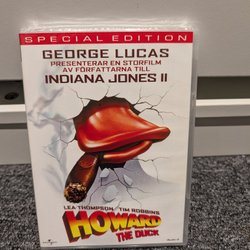 SPECIAL EDITION
GEORGE LUCAS
PRESENTERAR EN STORFILM
AV FÖRFATTARNA TILL
INDIANA JONES II
LEA THOMPSON TIM ROBBINS
HOWARD
THE DUCK